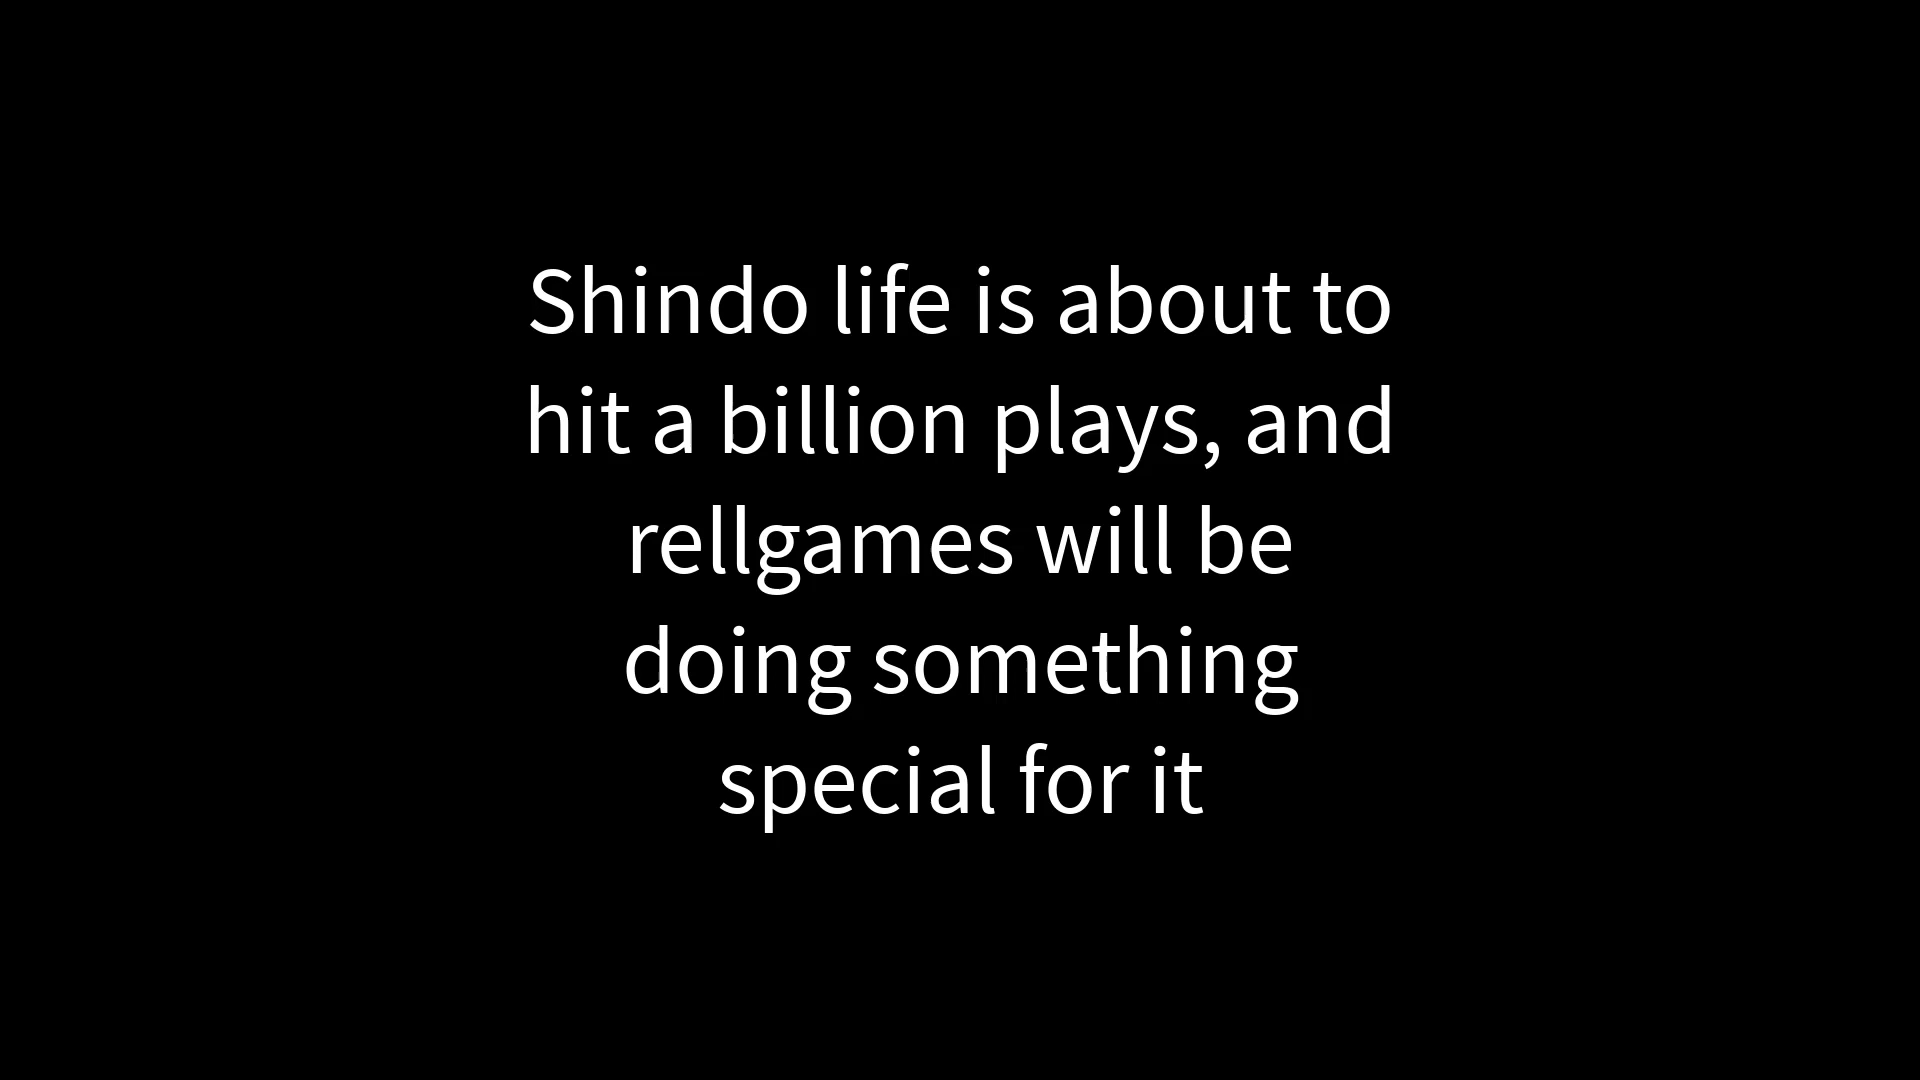 Shindo life is about to
hit a billion plays, and
rellgames will be
doing something
special for it